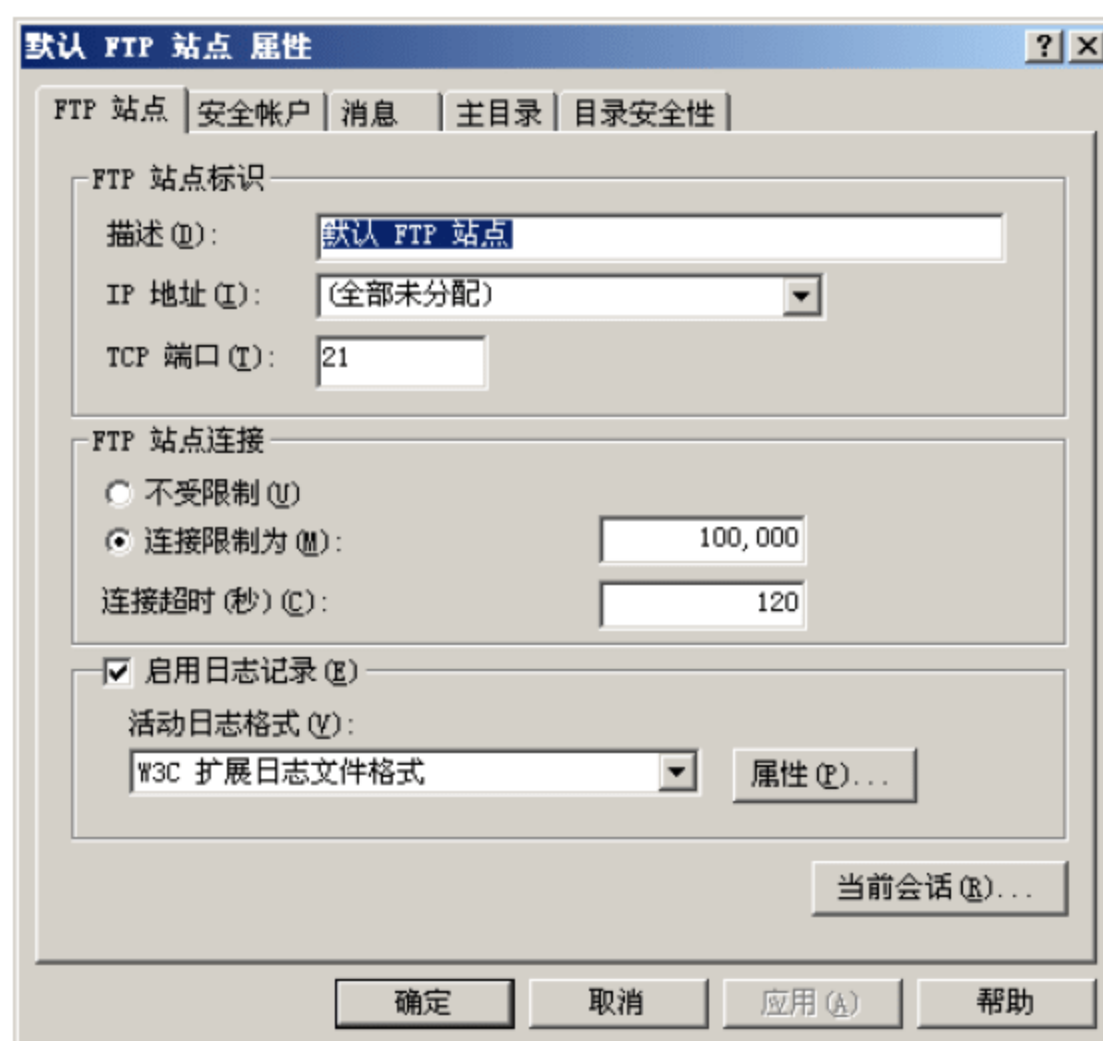 默认 FTP 站点 属性
FTP 站点 安全帐户 消息 主目录 目录安全性
FTP 站点标识
描述(D): 默认 FTP 站点
IP 地址(I): (全部未分配)
TCP 端口(T): 21
FTP 站点连接
不受限制(U)
连接限制为(M): 100,000
连接超时(秒)(C): 120
启用日志记录(E)
活动日志格式(V):
W3C 扩展日志文件格式 属性(P)...
当前会话(R)...
确定 取消 应用(A) 帮助